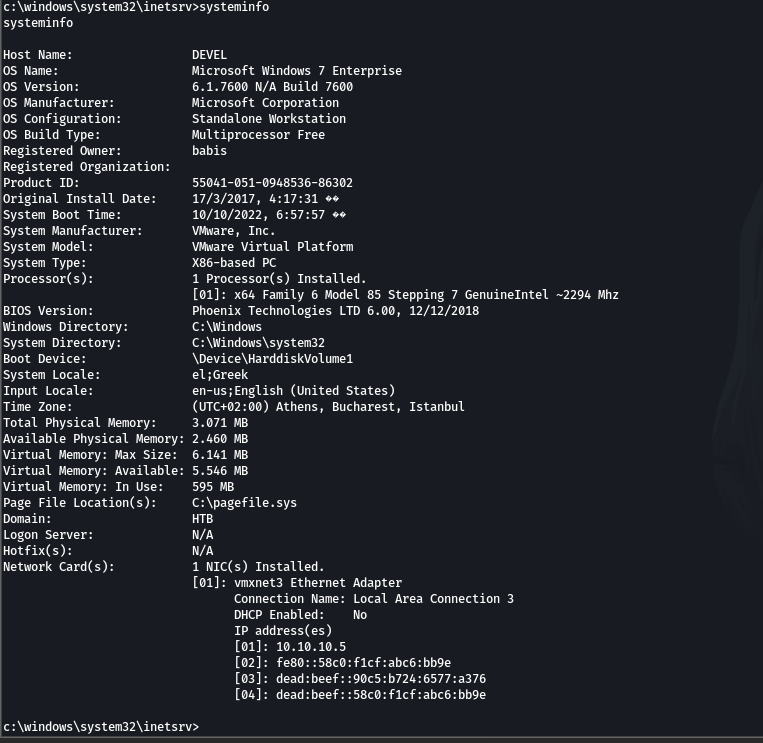 c:\windows\system32\inetsrv>systeminfo
systeminfo
Host Name: DEVEL
OS Name: Microsoft Windows 7 Enterprise
OS Version: 6.1.7600 N/A Build 7600
OS Manufacturer: Microsoft Corporation
OS Configuration: Standalone Workstation
OS Build Type: Multiprocessor Free
Registered Owner: babis
Registered Organization:
Product ID: 55041-051-0948536-86302
Original Install Date: 17/3/2017, 4:17:31 ��
System Boot Time: 10/10/2022, 6:57:57 ��
System Manufacturer: VMware, Inc.
System Model: VMware Virtual Platform
System Type: X86-based PC
Processor(s): 1 Processor(s) Installed.
[01]: x64 Family 6 Model 85 Stepping 7 GenuineIntel ~2294 Mhz
BIOS Version: Phoenix Technologies LTD 6.00, 12/12/2018
Windows Directory: C:\Windows
System Directory: C:\Windows\system32
Boot Device: \Device\HarddiskVolume1
System Locale: el;Greek
Input Locale: en-us;English (United States)
Time Zone: (UTC+02:00) Athens, Bucharest, Istanbul
Total Physical Memory: 3.071 MB
Available Physical Memory: 2.460 MB
Virtual Memory: Max Size: 6.141 MB
Virtual Memory: Available: 5.546 MB
Virtual Memory: In Use: 595 MB
Page File Location(s): C:\pagefile.sys
Domain: HTB
Logon Server: N/A
Hotfix(s): N/A
Network Card(s): 1 NIC(s) Installed.
[01]: vmxnet3 Ethernet Adapter
Connection Name: Local Area Connection 3
DHCP Enabled: No
IP address(es)
[01]: 10.10.10.5
[02]: fe80::58c0:f1cf:abc6:bb9e
[03]: dead:beef::90c5:b724:6577:a376
[04]: dead:beef::58c0:f1cf:abc6:bb9e
c:\windows\system32\inetsrv>